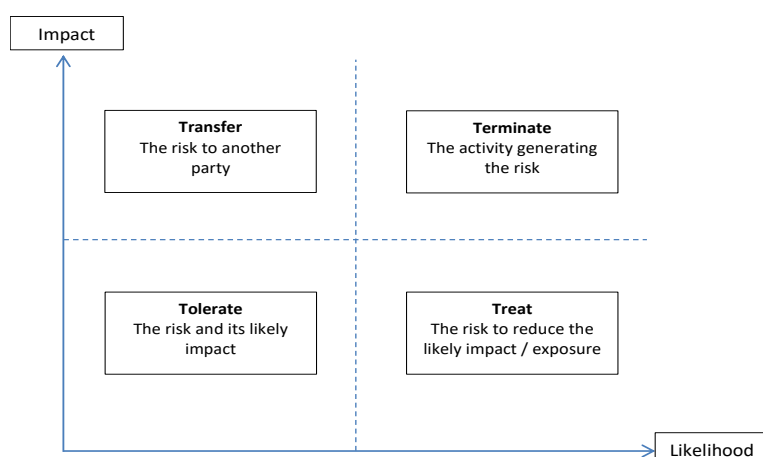 Impact
Transfer
The risk to another
party
Terminate
The activity generating
the risk
Tolerate
The risk and its likely
impact
Treat
The risk to reduce the
likely impact / exposure
Likelihood